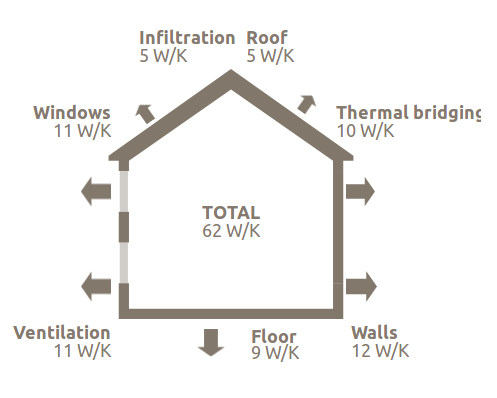 Infiltration
5 W/K
Roof
5 W/K
Windows
11 W/K
Thermal bridging
10 W/K
TOTAL
62 W/K
Ventilation
11 W/K
Floor
9 W/K
Walls
12 W/K